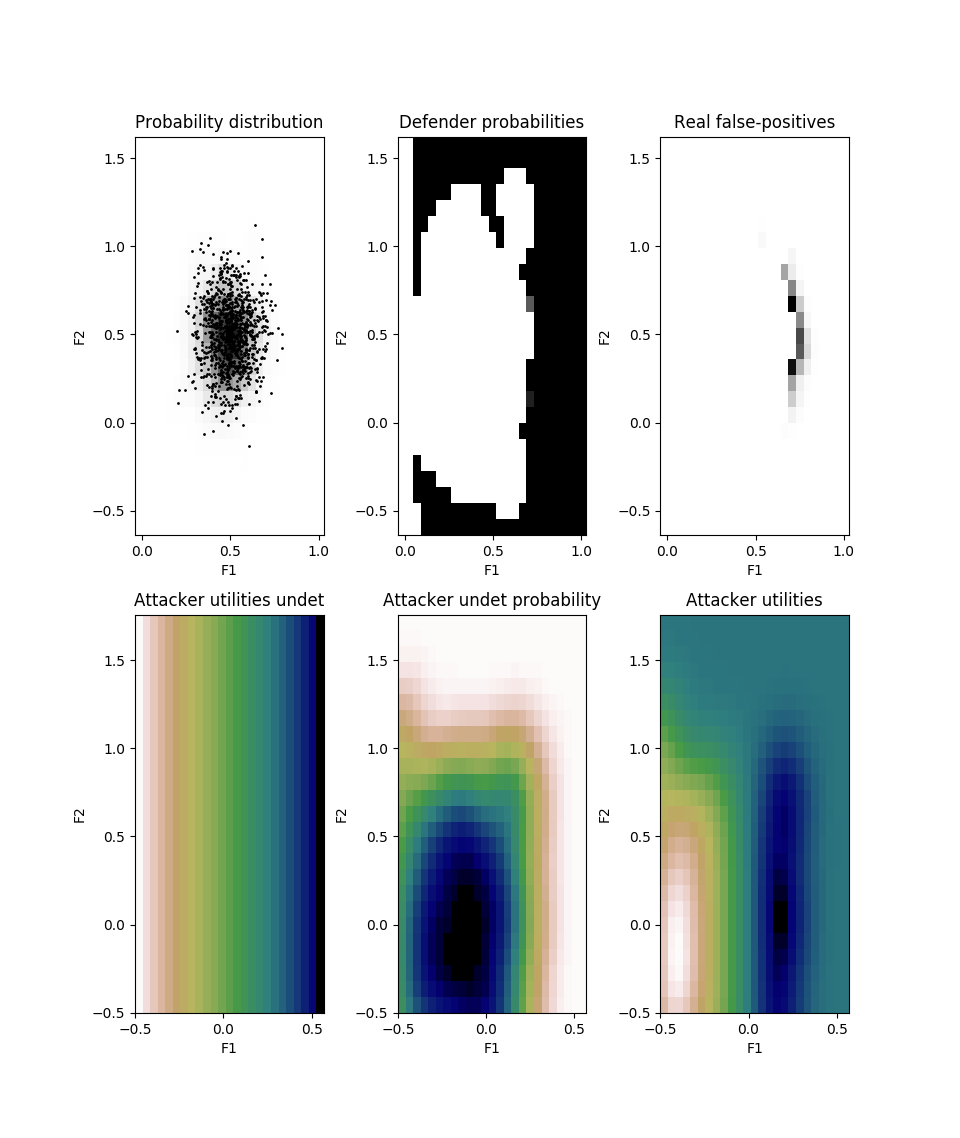 Probability distribution
Defender probabilities
Real false-positives
1.5
1.0
0.5
0.0
−0.5
F2
0.0
0.5
1.0
F1
1.5
1.0
0.5
0.0
−0.5
F2
0.0
0.5
1.0
F1
1.5
1.0
0.5
0.0
−0.5
F2
0.0
0.5
1.0
F1
Attacker utilities undet
Attacker undet probability
Attacker utilities
1.5
1.0
0.5
0.0
−0.5
F2
−0.5
0.0
0.5
F1
1.5
1.0
0.5
0.0
−0.5
F2
−0.5
0.0
0.5
F1
1.5
1.0
0.5
0.0
−0.5
F2
−0.5
0.0
0.5
F1